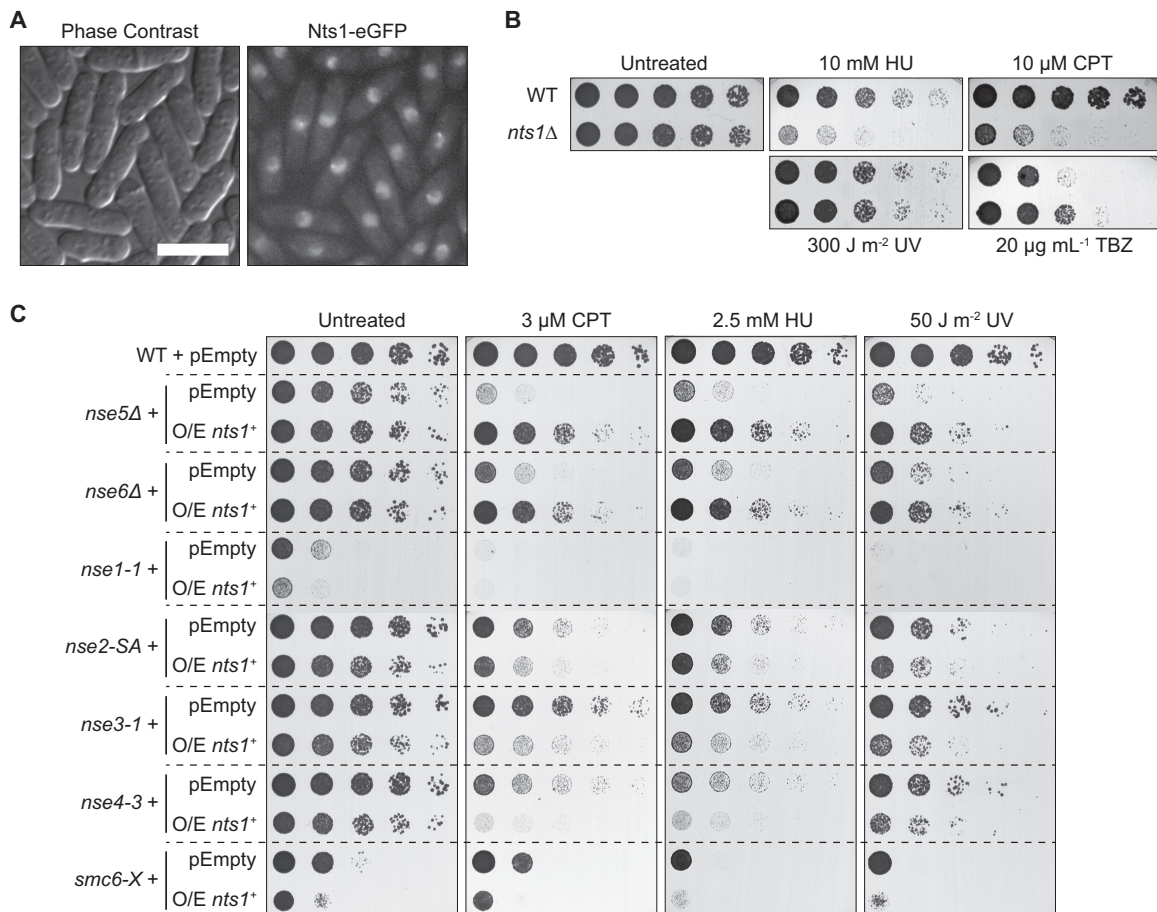 A
Phase Contrast
Nts1-eGFP
B
Untreated
10 mM HU
10 µM CPT
WT
nts1Δ
300 J m⁻² UV
20 µg mL⁻¹ TBZ
C
Untreated
3 µM CPT
2.5 mM HU
50 J m⁻² UV
WT + pEmpty
nse5Δ +
pEmpty
O/E nts1⁺
nse6Δ +
pEmpty
O/E nts1⁺
nse1-1 +
pEmpty
O/E nts1⁺
nse2-SA +
pEmpty
O/E nts1⁺
nse3-1 +
pEmpty
O/E nts1⁺
nse4-3 +
pEmpty
O/E nts1⁺
smc6-X +
pEmpty
O/E nts1⁺